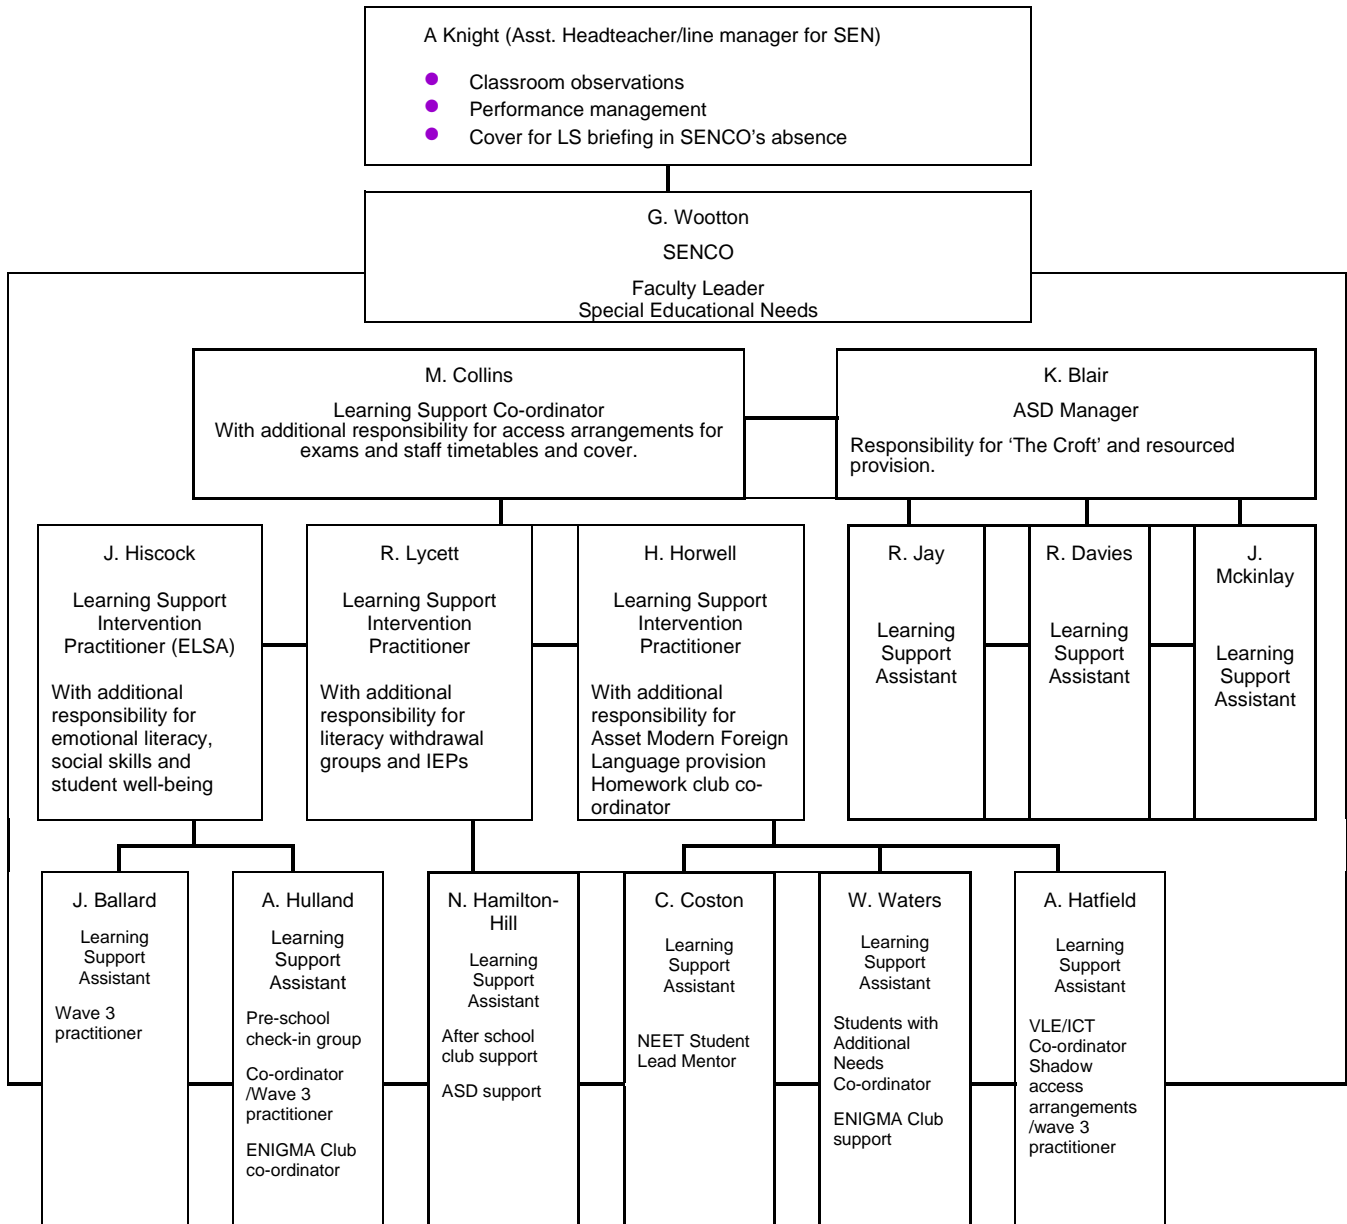 A Knight (Asst. Headteacher/line manager for SEN)
● Classroom observations
● Performance management
● Cover for LS briefing in SENCO’s absence
G. Wootton
SENCO
Faculty Leader
Special Educational Needs
M. Collins
Learning Support Co-ordinator
With additional responsibility for access arrangements for
exams and staff timetables and cover.
K. Blair
ASD Manager
Responsibility for ‘The Croft’ and resourced
provision.
J. Hiscock
Learning Support
Intervention
Practitioner (ELSA)
With additional
responsibility for
emotional literacy,
social skills and
student well-being
R. Lycett
Learning Support
Intervention
Practitioner
With additional
responsibility for
literacy withdrawal
groups and IEPs
H. Horwell
Learning Support
Intervention
Practitioner
With additional
responsibility for
Asset Modern Foreign
Language provision
Homework club co-
ordinator
R. Jay
Learning
Support
Assistant
R. Davies
Learning
Support
Assistant
J.
Mckinlay
Learning
Support
Assistant
J. Ballard
Learning
Support
Assistant
Wave 3
practitioner
A. Hulland
Learning
Support
Assistant
Pre-school
check-in group
Co-ordinator
/Wave 3
practitioner
ENIGMA Club
co-ordinator
N. Hamilton-
Hill
Learning
Support
Assistant
After school
club support
ASD support
C. Coston
Learning
Support
Assistant
NEET Student
Lead Mentor
W. Waters
Learning
Support
Assistant
Students with
Additional
Needs
Co-ordinator
ENIGMA Club
support
A. Hatfield
Learning
Support
Assistant
VLE/ICT
Co-ordinator
Shadow
access
arrangements
/wave 3
practitioner